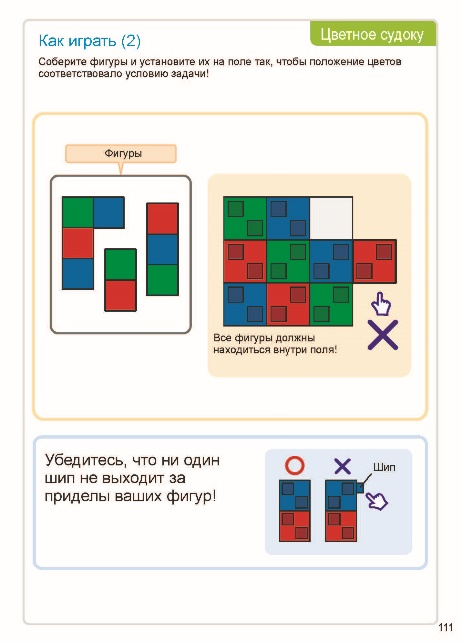 Цветное судоку
Как играть (2)
Соберите фигуры и установите их на поле так, чтобы положение цветов
соответствовало условию задачи!
Фигуры
Все фигуры должны
находиться внутри поля!
Убедитесь, что ни один
шип не выходит за
приделы ваших фигур!
Шип
111